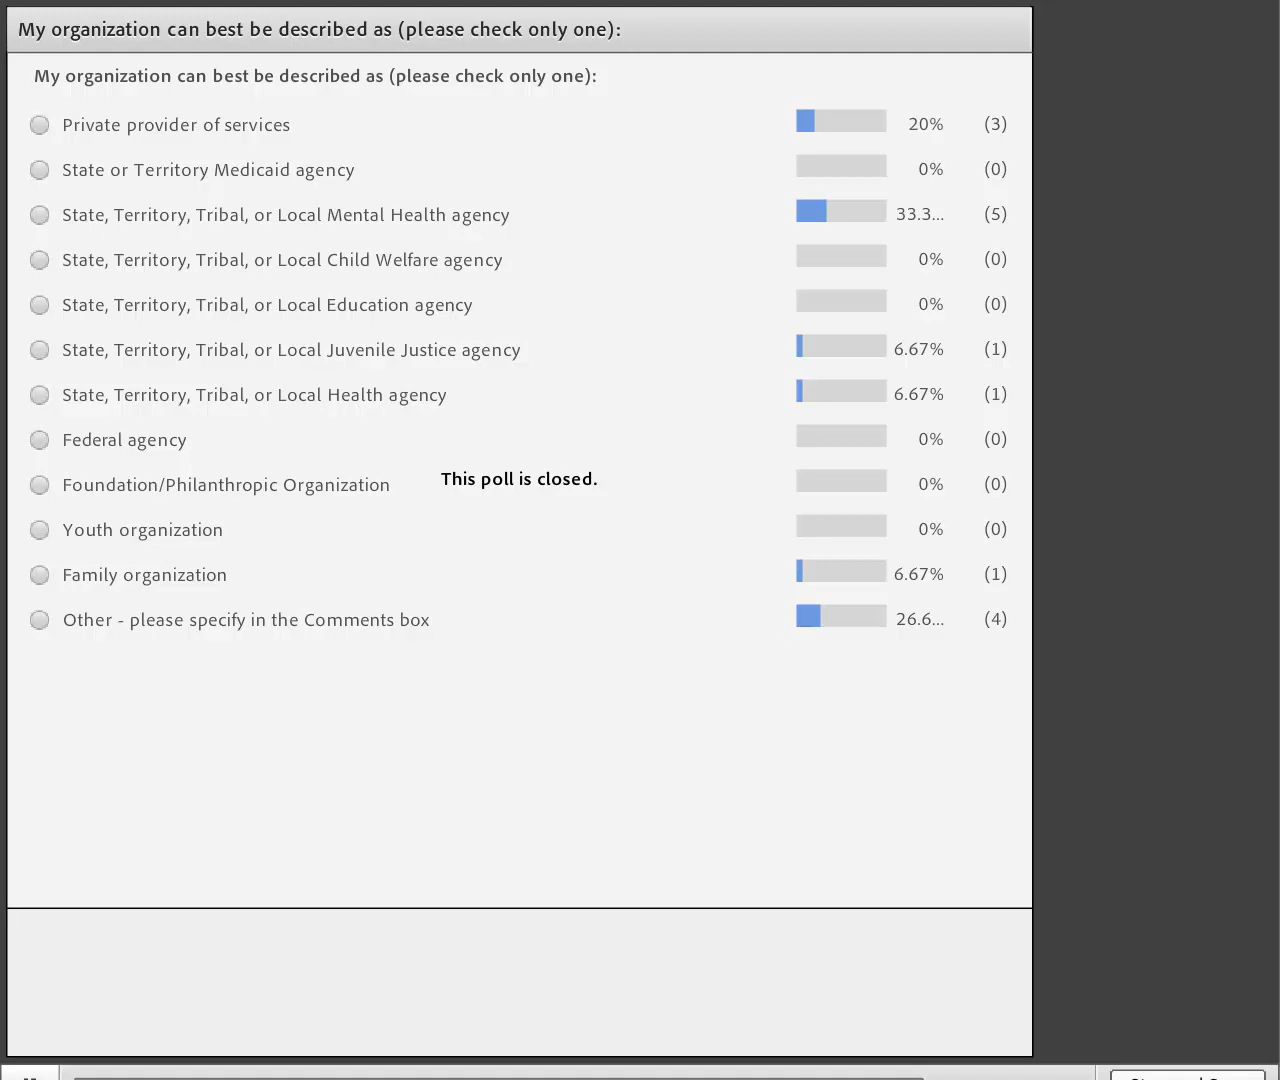 My organization can best be described as (please check only one):
My organization can best be described as (please check only one):
Private provider of services 20% (3)
State or Territory Medicaid agency 0% (0)
State, Territory, Tribal, or Local Mental Health agency 33.3... (5)
State, Territory, Tribal, or Local Child Welfare agency 0% (0)
State, Territory, Tribal, or Local Education agency 0% (0)
State, Territory, Tribal, or Local Juvenile Justice agency 6.67% (1)
State, Territory, Tribal, or Local Health agency 6.67% (1)
Federal agency 0% (0)
Foundation/Philanthropic Organization 0% (0)
This poll is closed.
Youth organization 0% (0)
Family organization 6.67% (1)
Other - please specify in the Comments box 26.6... (4)